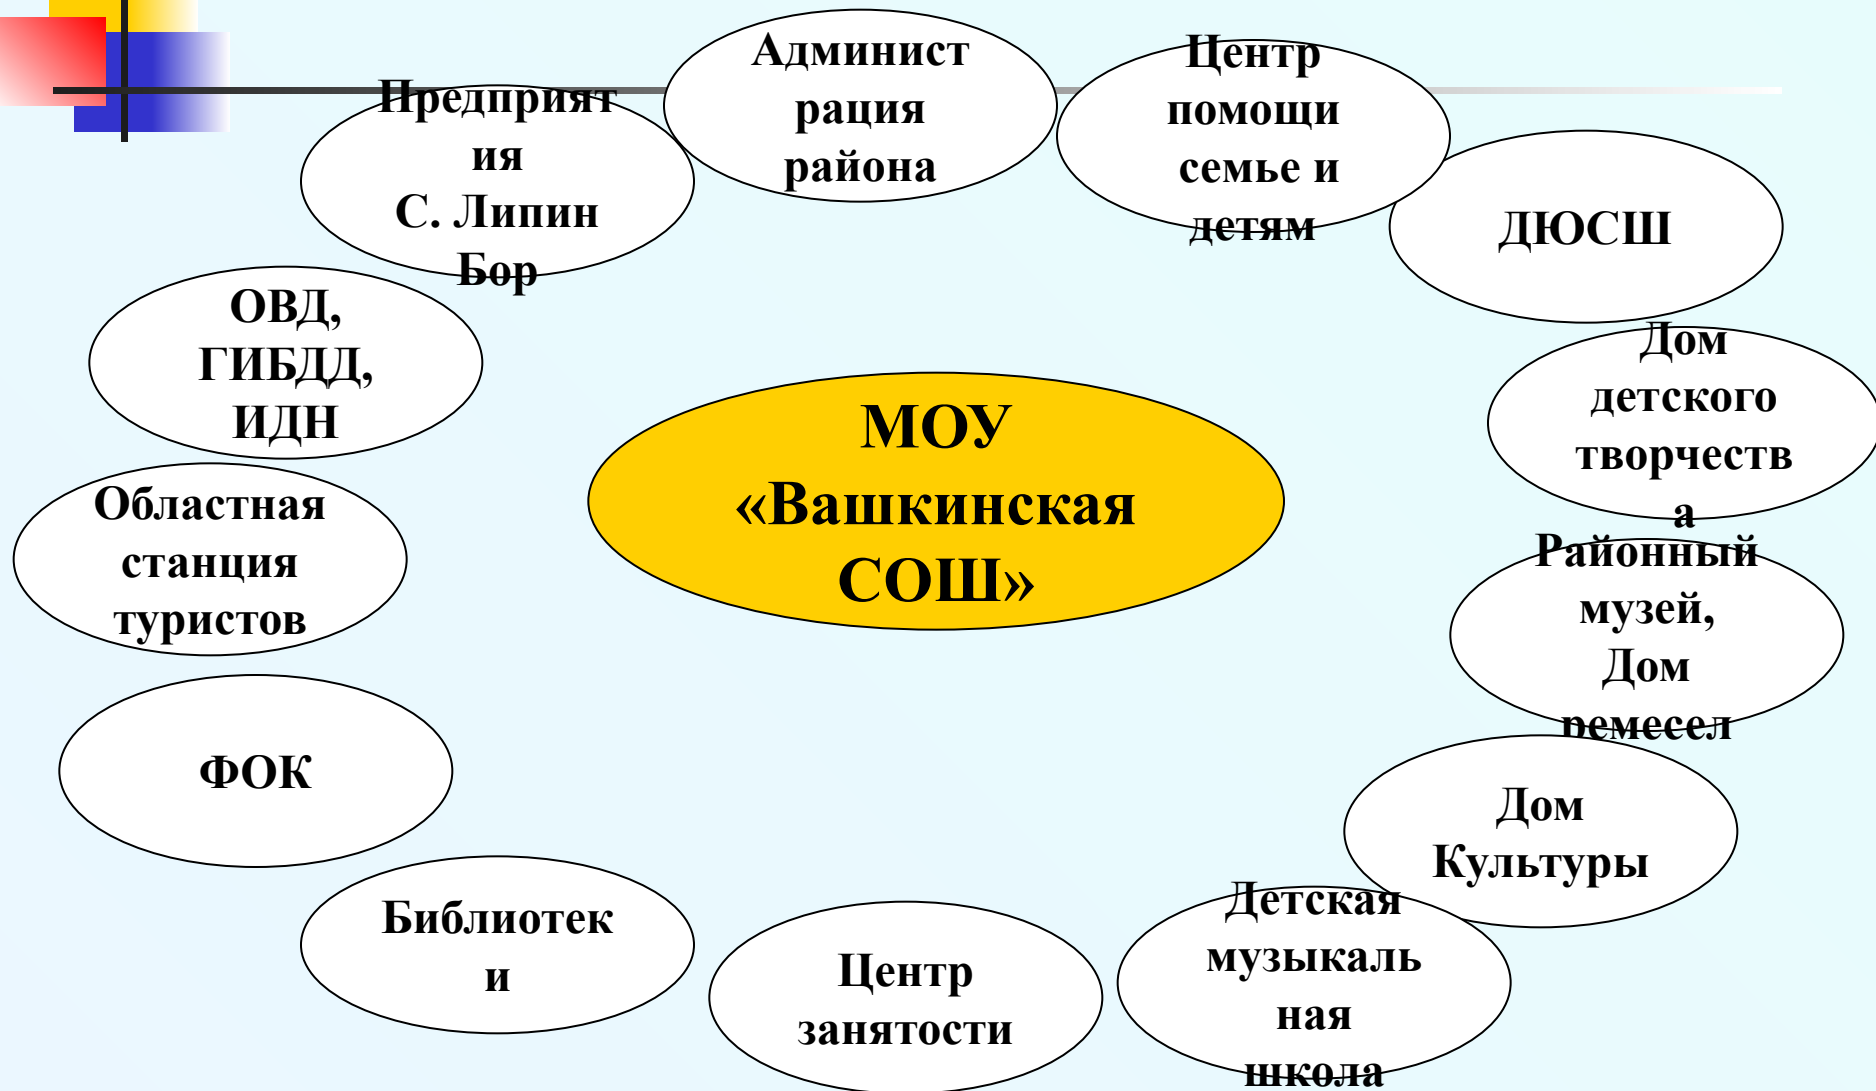 Админист
рация
района
Центр
помощи
семье и
детям
Предприят
ия
С. Липин
Бор
ДЮСШ
ОВД,
ГИБДД,
ИДН
Дом
детского
творчеств
а
МОУ
«Вашкинская
СОШ»
Областная
станция
туристов
Районный
музей,
Дом
ремесел
ФОК
Дом
Культуры
Библиотек
и
Центр
занятости
Детская
музыкаль
ная
школа